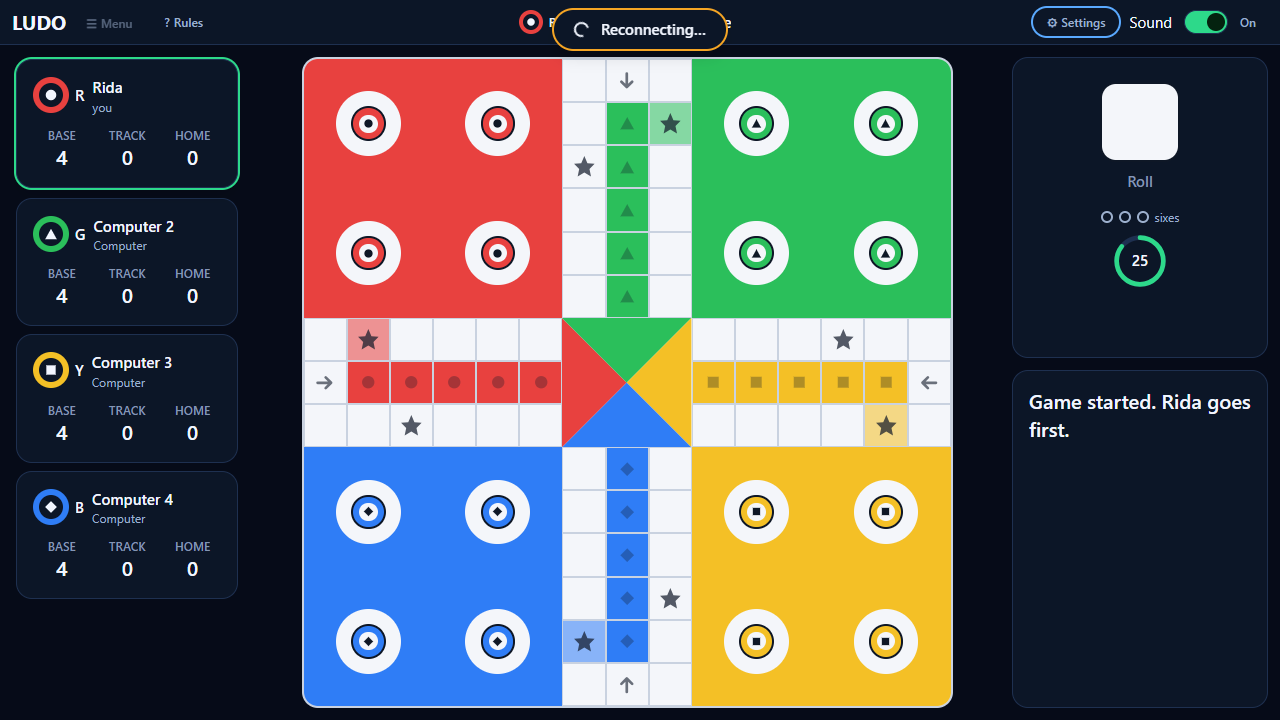 LUDO
☰ Menu
? Rules
Reconnecting...
⚙ Settings
Sound
On
R
Rida
you
BASE TRACK HOME
4 0 0
G
Computer 2
Computer
BASE TRACK HOME
4 0 0
Y
Computer 3
Computer
BASE TRACK HOME
4 0 0
B
Computer 4
Computer
BASE TRACK HOME
4 0 0
Roll
sixes
25
Game started. Rida goes
first.